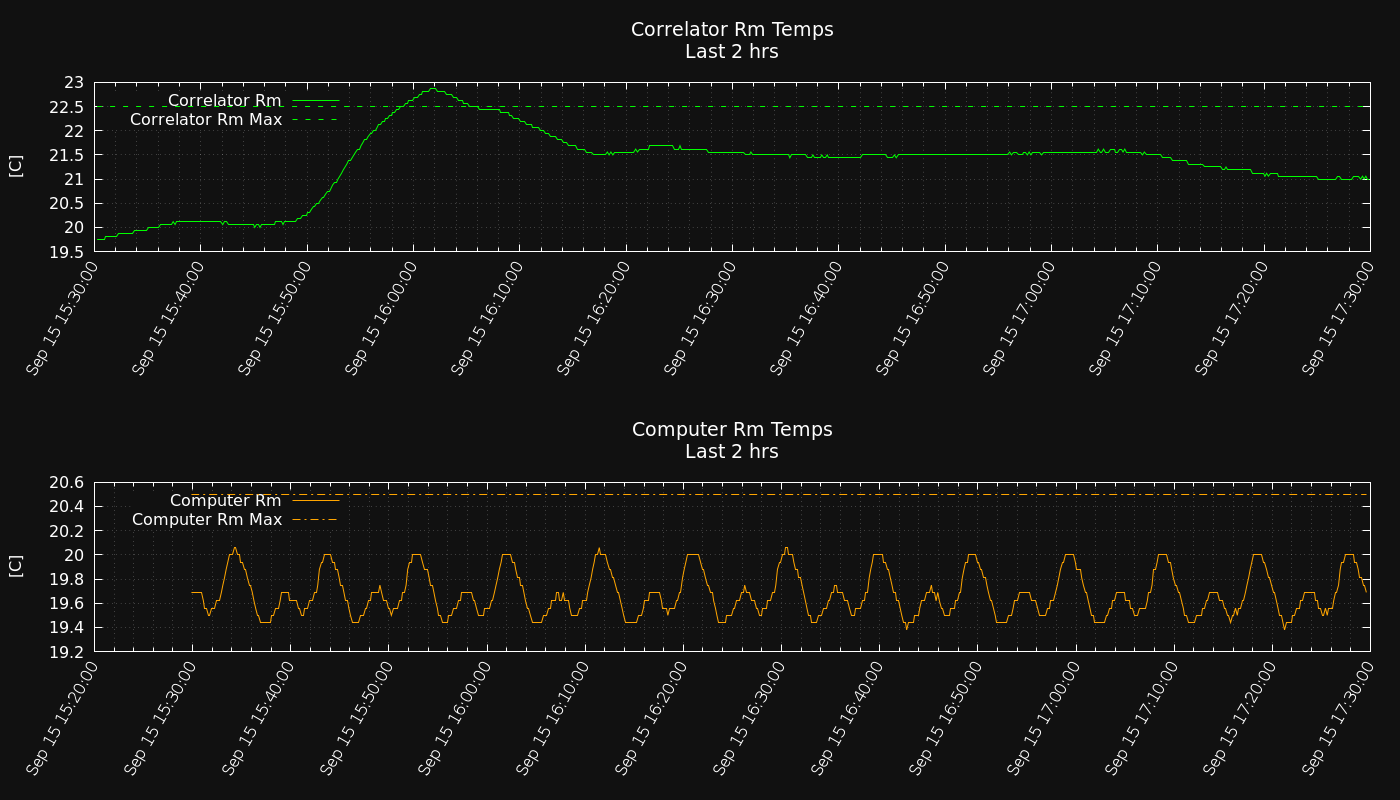 Correlator Rm Temps
Last 2 hrs
23
22.5
22
21.5
21
20.5
20
19.5
[C]
Correlator Rm
Correlator Rm Max
Sep 15 15:30:00
Sep 15 15:40:00
Sep 15 15:50:00
Sep 15 16:00:00
Sep 15 16:10:00
Sep 15 16:20:00
Sep 15 16:30:00
Sep 15 16:40:00
Sep 15 16:50:00
Sep 15 17:00:00
Sep 15 17:10:00
Sep 15 17:20:00
Sep 15 17:30:00
Computer Rm Temps
Last 2 hrs
20.6
20.4
20.2
20
19.8
19.6
19.4
19.2
[C]
Computer Rm
Computer Rm Max
Sep 15 15:20:00
Sep 15 15:30:00
Sep 15 15:40:00
Sep 15 15:50:00
Sep 15 16:00:00
Sep 15 16:10:00
Sep 15 16:20:00
Sep 15 16:30:00
Sep 15 16:40:00
Sep 15 16:50:00
Sep 15 17:00:00
Sep 15 17:10:00
Sep 15 17:20:00
Sep 15 17:30:00